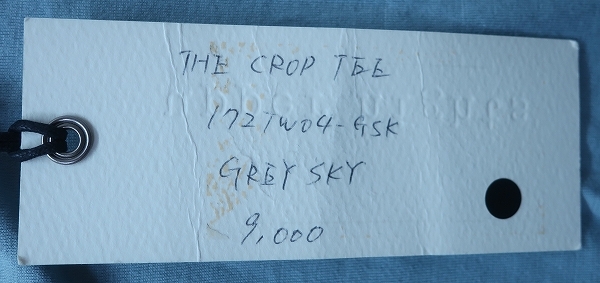 THE CROP TEE
172TW04-GSK
GREY SKY
9,000